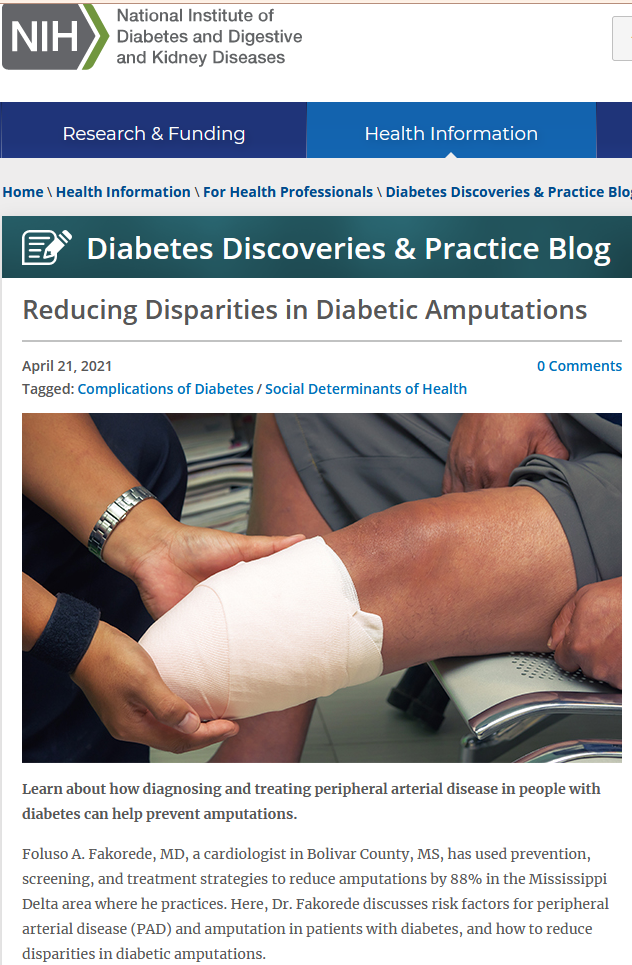 NIH
National Institute of
Diabetes and Digestive
and Kidney Diseases
Research & Funding
Health Information
Home \ Health Information \ For Health Professionals \ Diabetes Discoveries & Practice Blog
Diabetes Discoveries & Practice Blog
Reducing Disparities in Diabetic Amputations
April 21, 2021
0 Comments
Tagged: Complications of Diabetes / Social Determinants of Health
Learn about how diagnosing and treating peripheral arterial disease in people with
diabetes can help prevent amputations.
Foluso A. Fakorede, MD, a cardiologist in Bolivar County, MS, has used prevention,
screening, and treatment strategies to reduce amputations by 88% in the Mississippi
Delta area where he practices. Here, Dr. Fakorede discusses risk factors for peripheral
arterial disease (PAD) and amputation in patients with diabetes, and how to reduce
disparities in diabetic amputations.